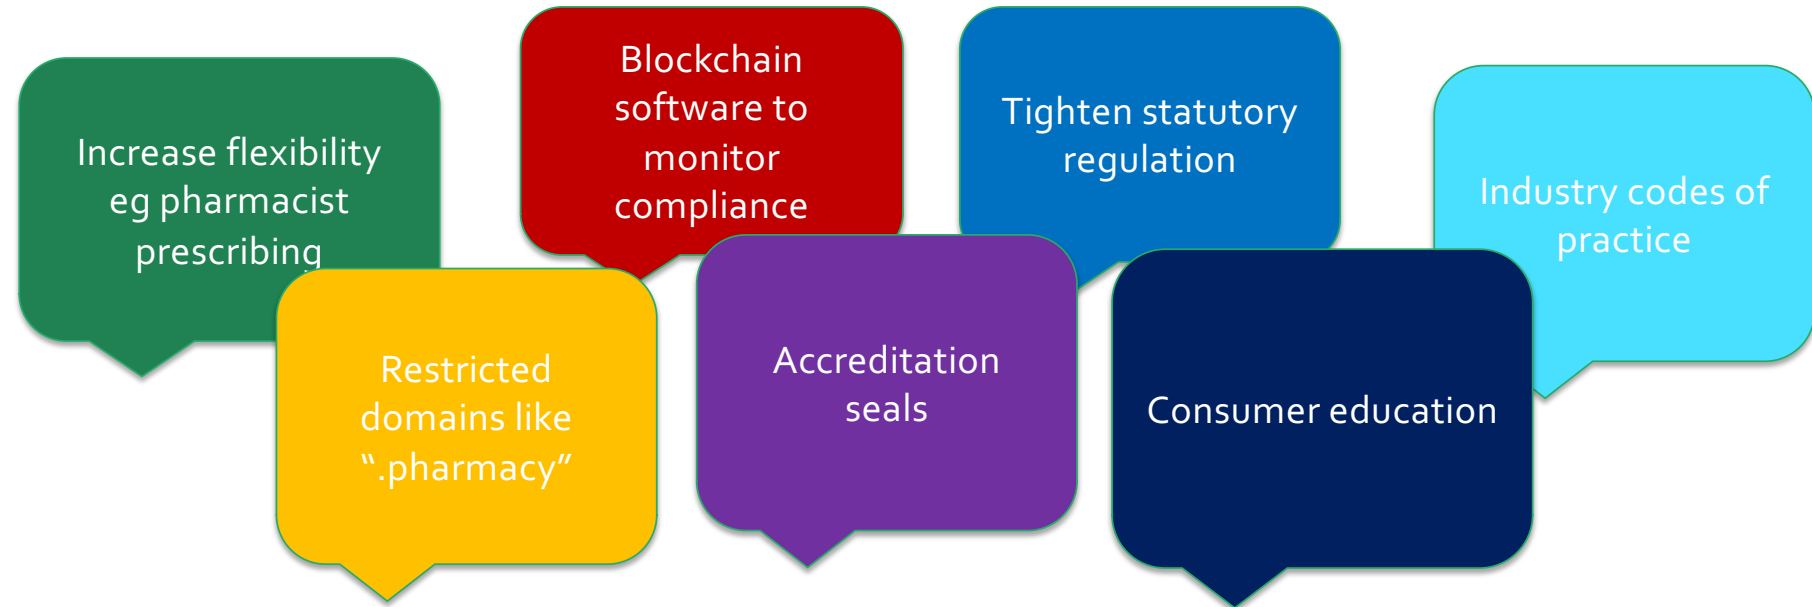 Increase flexibility
eg pharmacist
prescribing
Blockchain
software to
monitor
compliance
Tighten statutory
regulation
Industry codes of
practice
Restricted
domains like
“.pharmacy”
Accreditation
seals
Consumer education